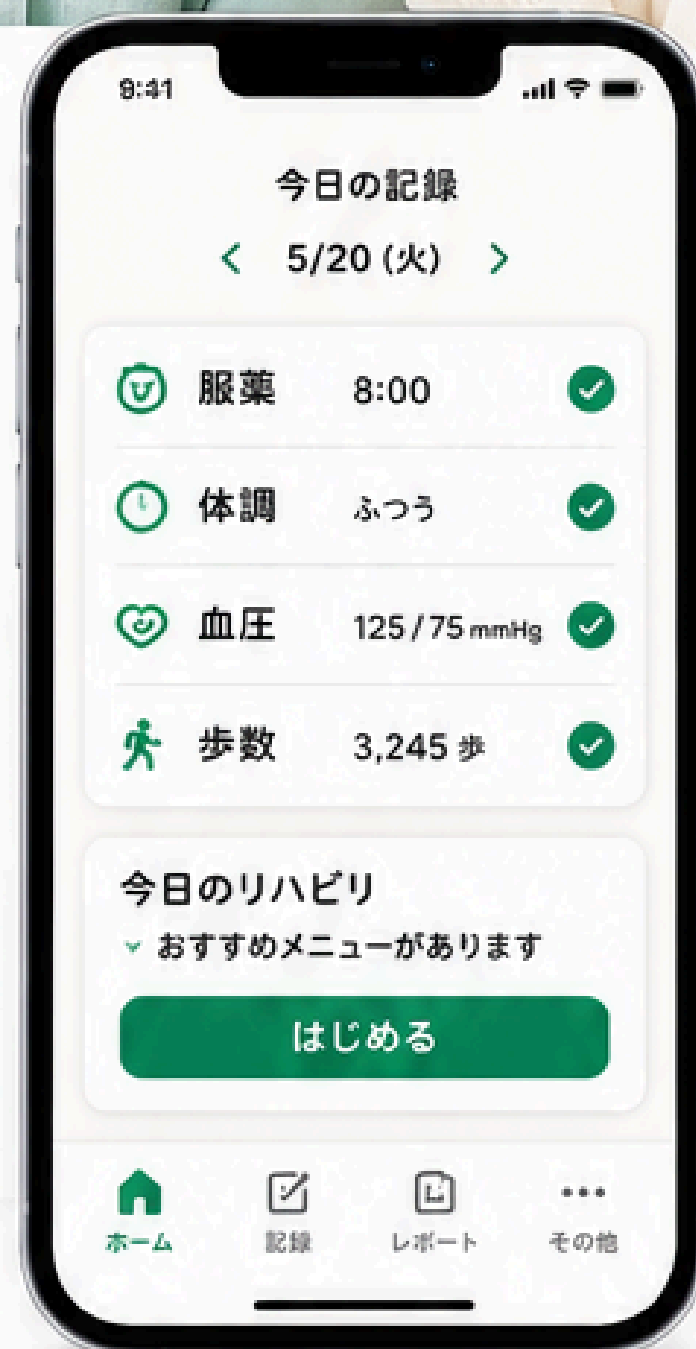 9:41
今日の記録
5/20 (火)
服薬 8:00
体調 ふつう
血圧 125/75 mmHg
歩数 3,245 歩
今日のリハビリ
おすすめメニューがあります
はじめる
ホーム 記録 レポート その他